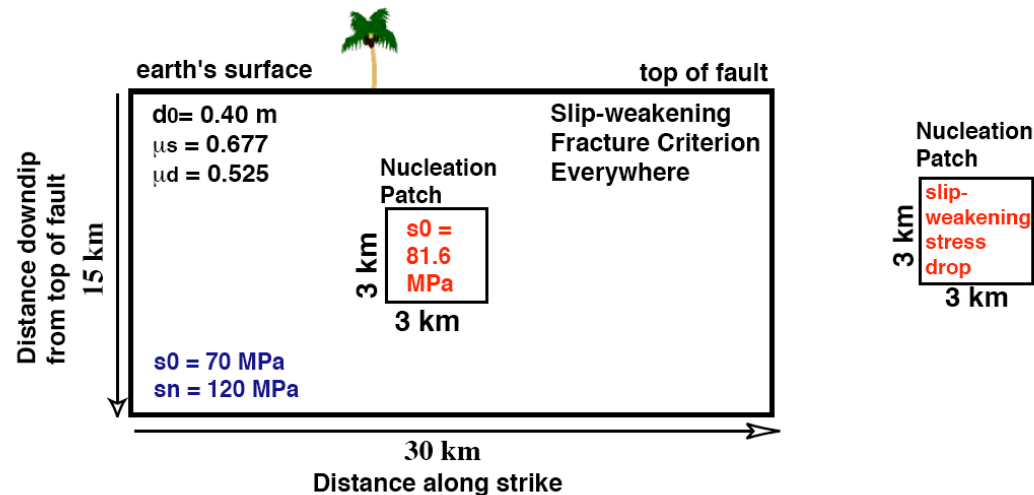 earth's surface
top of fault
d0= 0.40 m
μs = 0.677
μd = 0.525
Slip-weakening
Fracture Criterion
Everywhere
Nucleation
Patch
s0 =
81.6
MPa
3 km
3 km
s0 = 70 MPa
sn = 120 MPa
Distance downdip
from top of fault
15 km
30 km
Distance along strike
Nucleation
Patch
slip-
weakening
stress
drop
3 km
3 km